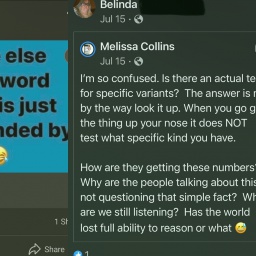 e else
word
is just
nded by
1 Sh
Share
Belinda
Jul 15 ·
Melissa Collins
Jul 15 ·
I'm so confused. Is there an actual te
for specific variants? The answer is n
by the way look it up. When you go g
the thing up your nose it does NOT
test what specific kind you have.
How are they getting these numbers
Why are the people talking about this
not questioning that simple fact? Wh
are we still listening? Has the world
lost full ability to reason or what 😅
1